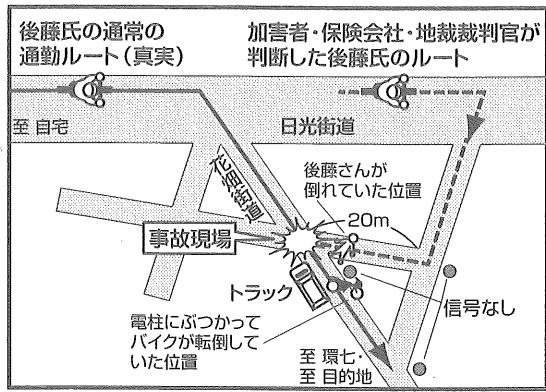 後藤氏の通常の
通勤ルート(真実)
加害者・保険会社・地裁裁判官が
判断した後藤氏のルート
至 自宅
日光街道
花畑街道
後藤さんが
倒れていた位置
20m
事故現場
トラック
信号なし
電柱にぶつかって
バイクが転倒して
いた位置
至 環七・
至 目的地